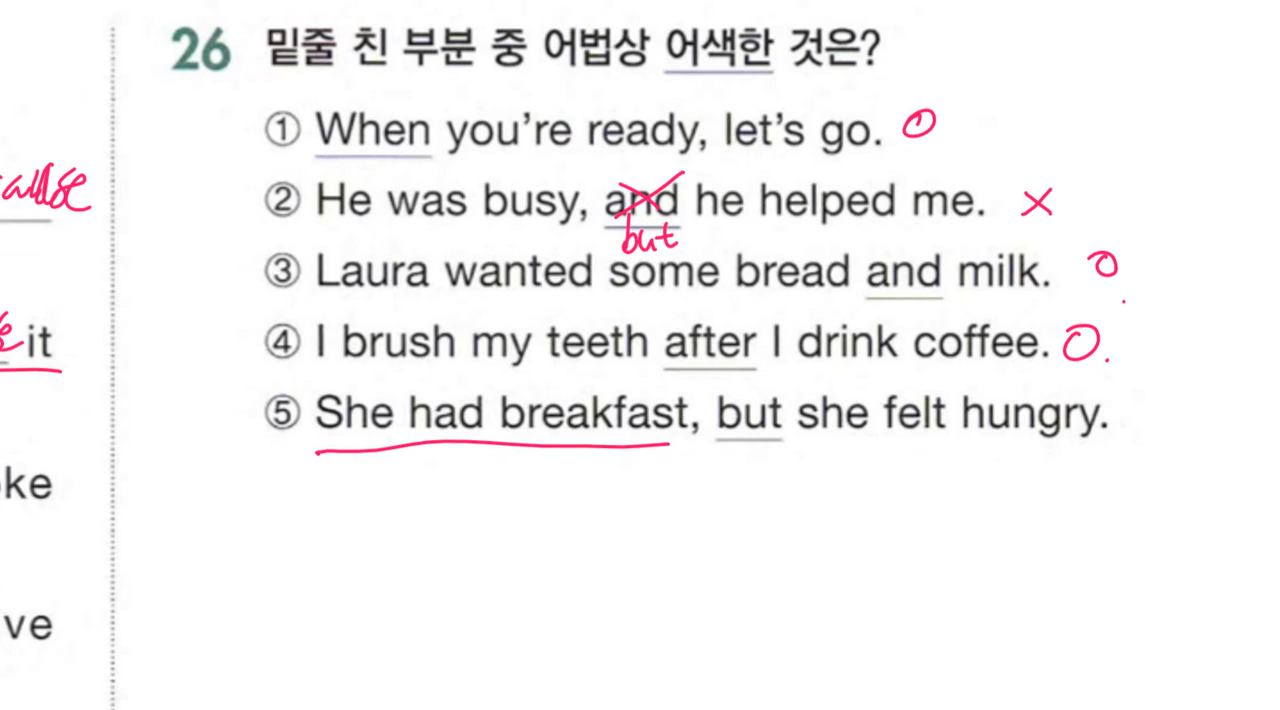 26 밑줄 친 부분 중 어법상 어색한 것은?
① When you're ready, let's go. O
② He was busy, and he helped me. X
but
③ Laura wanted some bread and milk. O
④ I brush my teeth after I drink coffee. O
⑤ She had breakfast, but she felt hungry.
it
ke
ve